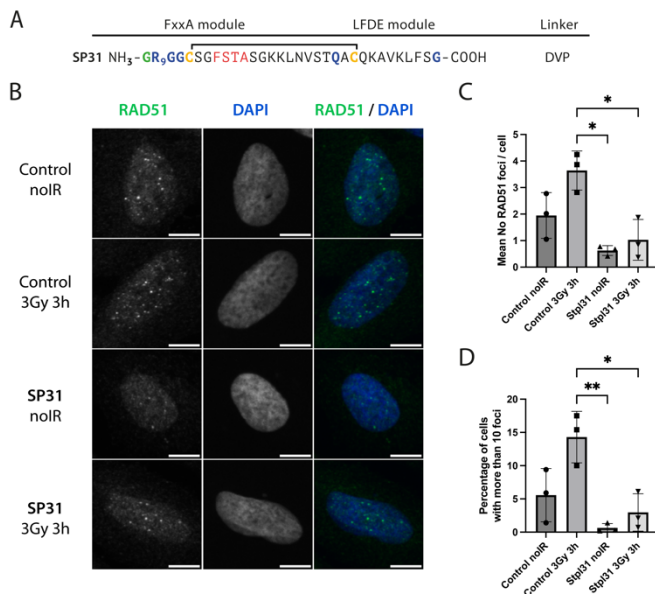 A
FxxA module LFDE module Linker
SP31 NH3-GR9GGCSGFSTASGKKLNVSTQACQKAVKLFSG-COOH DVP
B
RAD51 DAPI RAD51 / DAPI
Control
noIR
Control
3Gy 3h
SP31
noIR
SP31
3Gy 3h
C
Mean No RAD51 foci / cell
5
4
3
2
1
0
*
*
Control noIR
Control 3Gy 3h
Stpl31 noIR
Stpl31 3Gy 3h
D
Percentage of cells
with more than 10 foci
20
15
10
5
0
*
**
Control noIR
Control 3Gy 3h
Stpl31 noIR
Stpl31 3Gy 3h